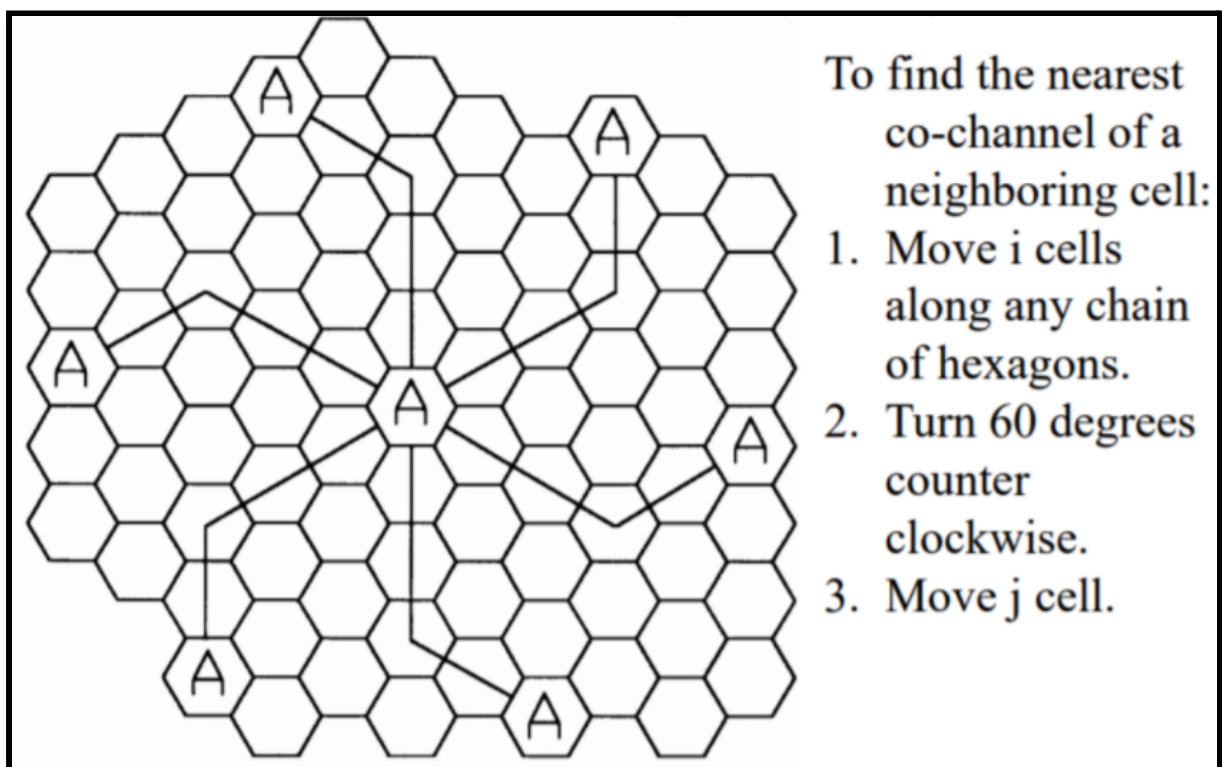 A
A
To find the nearest
co-channel of a
neighboring cell:
1. Move i cells
along any chain
of hexagons.
A
A
A
2. Turn 60 degrees
counter
clockwise.
3. Move j cell.
A
A